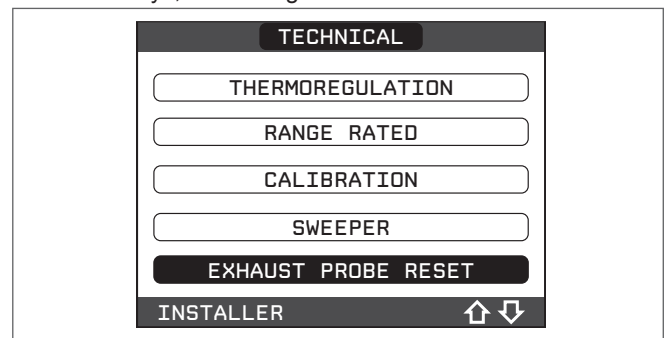 TECHNICAL
THERMOREGULATION
RANGE RATED
CALIBRATION
SWEEPER
EXHAUST PROBE RESET
INSTALLER